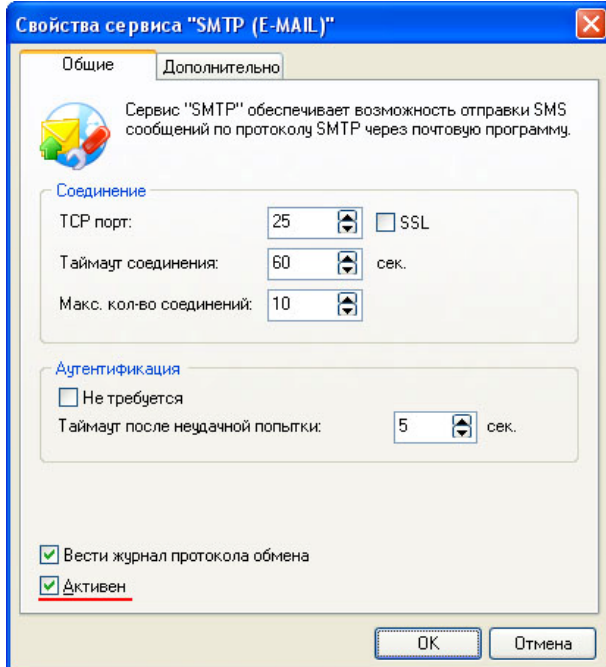 Свойства сервиса "SMTP (E-MAIL)"
Общие
Дополнительно
Сервис "SMTP" обеспечивает возможность отправки SMS
сообщений по протоколу SMTP через почтовую программу.
Соединение
TCP порт: 25 SSL
Таймаут соединения: 60 сек.
Макс. кол-во соединений: 10
Аутентификация
Не требуется
Таймаут после неудачной попытки: 5 сек.
Вести журнал протокола обмена
Активен
OK Отмена